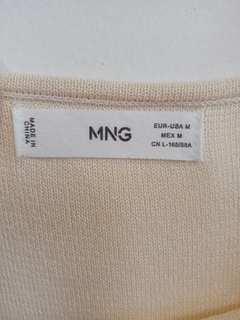 MADE IN
CHINA
MNG
EUR-USA M
MEX M
CN L-165/88A